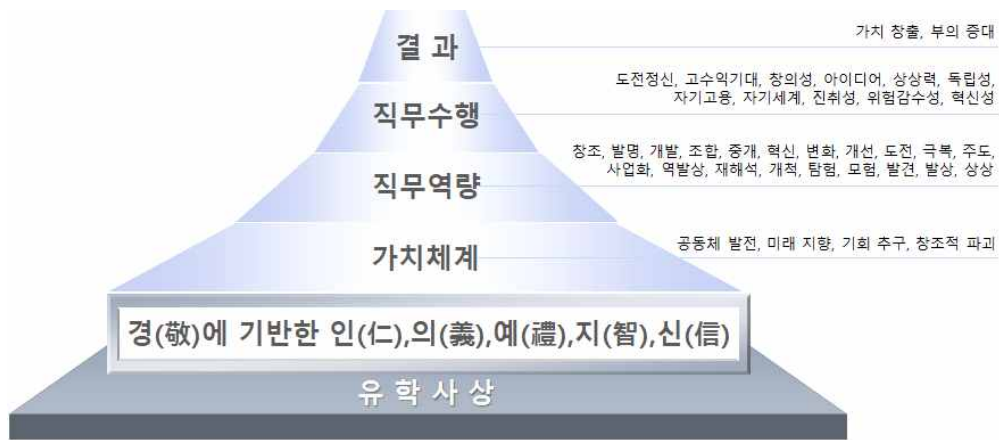 결 과
가치 창출, 부의 증대
직무수행
도전정신, 고수익기대, 창의성, 아이디어, 상상력, 독립성,
자기고용, 자기세계, 진취성, 위험감수성, 혁신성
직무역량
창조, 발명, 개발, 조합, 중개, 혁신, 변화, 개선, 도전, 극복, 주도,
사업화, 역발상, 재해석, 개척, 탐험, 모험, 발견, 발상, 상상
가치체계
공동체 발전, 미래 지향, 기회 추구, 창조적 파괴
경(敬)에 기반한 인(仁),의(義),예(禮),지(智),신(信)
유 학 사 상